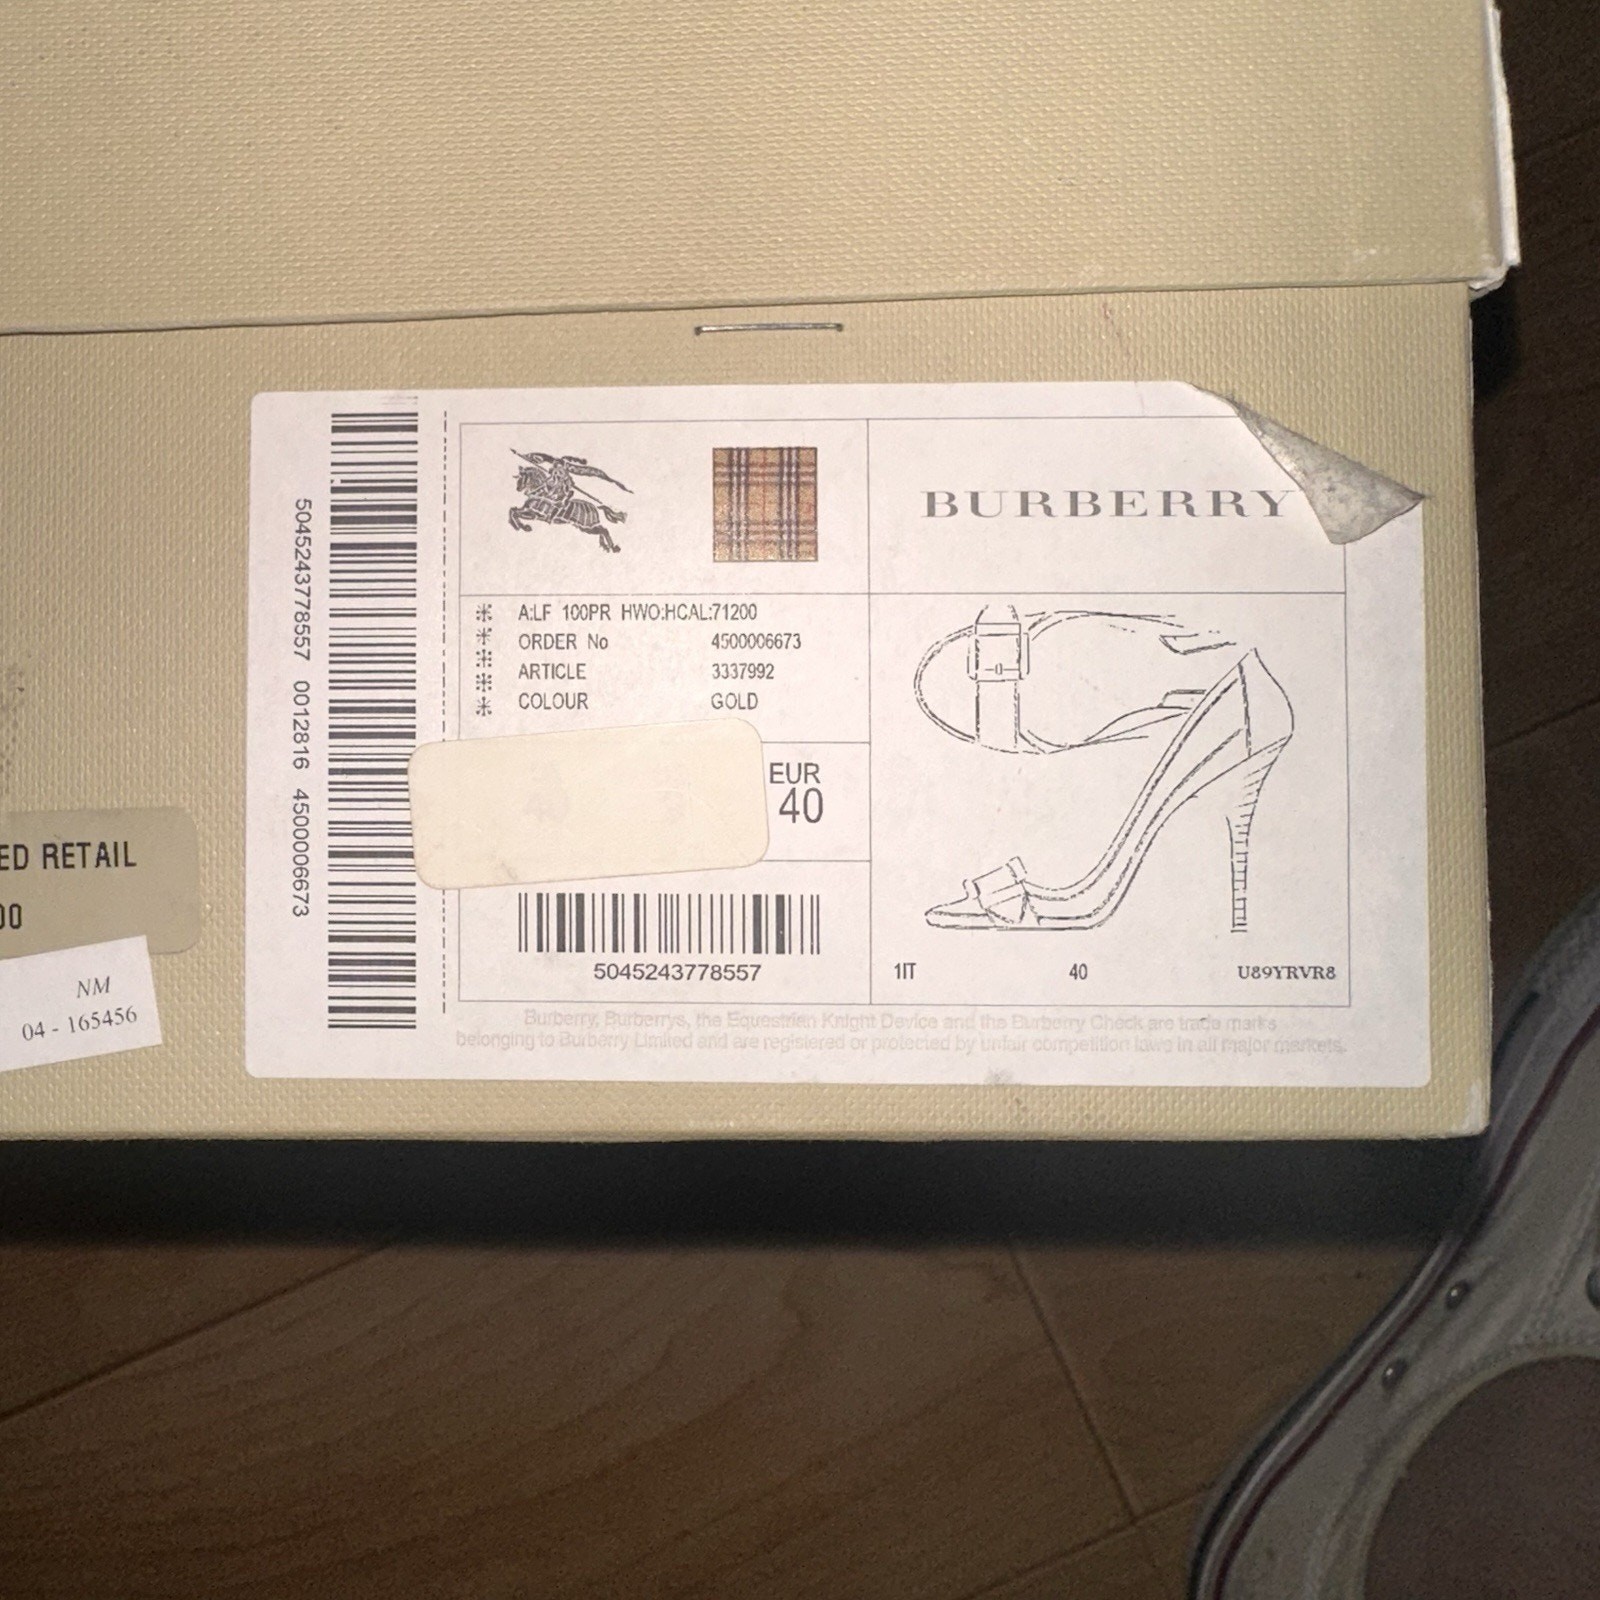 BURBERRY
A:LF 100PR HWO:HCAL:71200
ORDER No 4500006673
ARTICLE 3337992
COLOUR GOLD
EUR
40
5045243778557
1IT 40 U89YRVR8
Burberry, Burberrys, the Equestrian Knight Device and the Burberry Check are trade marks
belonging to Burberry Limited and are registered or protected by unfair competition laws in all major markets.
5045243778557 0012816 4500006673
ED RETAIL
00
NM
04 - 165456